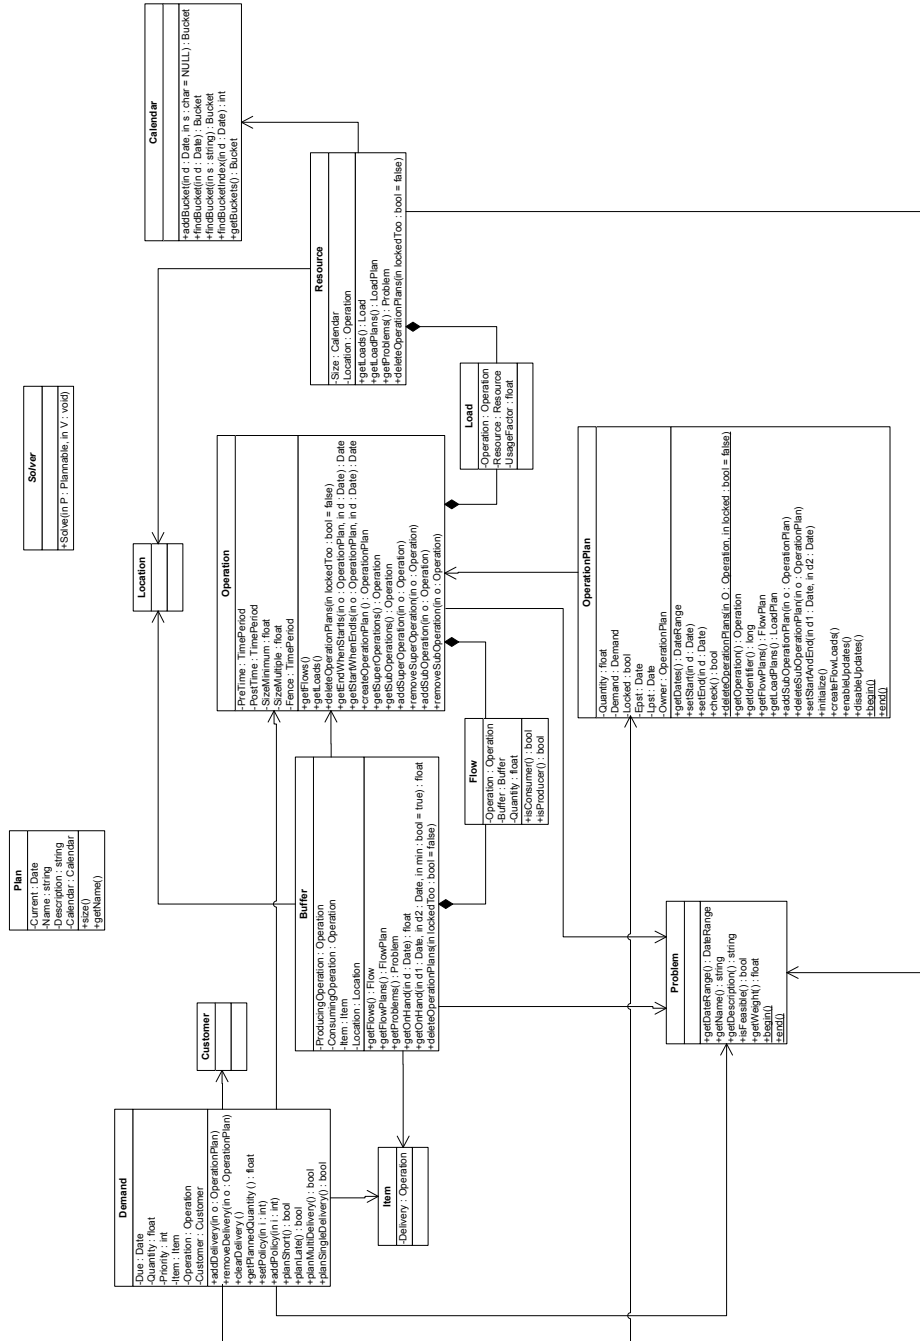 Calendar
+addBucket(in d : Date, in s : char = NULL) : Bucket
+findBucket(in d : Date) : Bucket
+findBucket(in s : string) : Bucket
+findBucketIndex(in d : Date) : int
+getBuckets() : Bucket
Resource
-Size : Calendar
-Location : Operation
+getLoads() : Load
+getLoadPlans() : LoadPlan
+getProblems() : Problem
+deleteOperationPlans(in lockedToo : bool = false)
Solver
+Solve(in P : Plannable, in V : void)
Location
Load
-Operation : Operation
-Resource : Resource
-UsageFactor : float
Operation
-PreTime : TimePeriod
-PostTime : TimePeriod
-SizeMinimum : float
-SizeMultiple : float
-Fence : TimePeriod
+getFlows()
+getLoads()
+deleteOperationPlans(in lockedToo : bool = false)
+getEndWhenStartIs(in o : OperationPlan, in d : Date) : Date
+getStartWhenEndIs(in o : OperationPlan, in d : Date) : Date
+createOperationPlan () : OperationPlan
+getSuperOperations() : Operation
+getSubOperations() : Operation
+addSuperOperation(in o : Operation)
+removeSuperOperation(in o : Operation)
+addSubOperation(in o : Operation)
+removeSubOperation(in o : Operation)
OperationPlan
-Quantity : float
-Demand : Demand
-Locked : bool
-Epst : Date
-Lpst : Date
-Owner : OperationPlan
+getDates() : DateRange
+setStart(in d : Date)
+setEnd(in d : Date)
+check() : bool
+deleteOperationPlans(in O : Operation, in locked : bool = false)
+getOperation() : Operation
+getIdentifier() : long
+getFlowPlans() : FlowPlan
+getLoadPlans() : LoadPlan
+addSubOperationPlan(in o : OperationPlan)
+deleteSubOperationPlan(in o : OperationPlan)
+setStartAndEnd(in d1 : Date, in d2 : Date)
+initialize()
+createFlowLoads()
+enableUpdates()
+disableUpdates()
+begin()
+end()
Plan
-Current : Date
-Name : string
-Description : string
-Calendar : Calendar
+size()
+getName()
Buffer
-ProducingOperation : Operation
-ConsumingOperation : Operation
-Item : Item
-Location : Location
+getFlows() : Flow
+getFlowPlans() : FlowPlan
+getProblems() : Problem
+getOnHand(in d : Date) : float
+getOnHand(in d1 : Date, in d2 : Date, in min : bool = true) : float
+deleteOperationPlans(in lockedToo : bool = false)
Flow
-Operation : Operation
-Buffer : Buffer
-Quantity : float
+isConsumer() : bool
+isProducer() : bool
Problem
+getDateRange() : DateRange
+getName() : string
+getDescription() : string
+isFeasible() : bool
+getWeight() : float
+begin()
+end()
Customer
Demand
-Due : Date
-Quantity : float
-Priority : int
-Item : Item
-Operation : Operation
-Customer : Customer
+addDelivery(in o : OperationPlan)
+removeDelivery(in o : OperationPlan)
+clearDelivery ()
+getPlannedQuantity () : float
+setPolicy(in i : int)
+addPolicy(in i : int)
+planShort() : bool
+planLate() : bool
+planMultiDelivery() : bool
+planSingleDelivery() : bool
Item
-Delivery : Operation